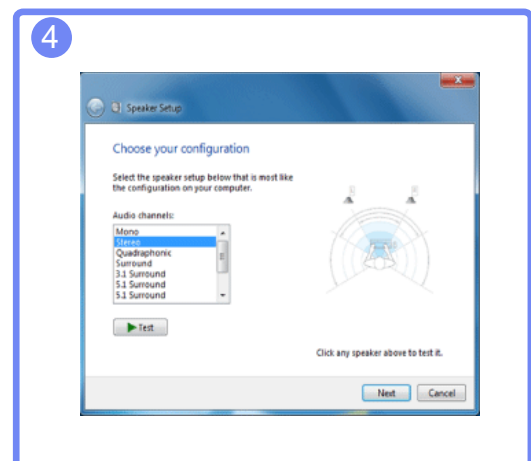 4
Speaker Setup
Choose your configuration
Select the speaker setup below that is most like
the configuration on your computer.
Audio channels:
Mono
Stereo
Quadraphonic
Surround
3.1 Surround
5.1 Surround
5.1 Surround
L
R
Test
Click any speaker above to test it.
Next
Cancel